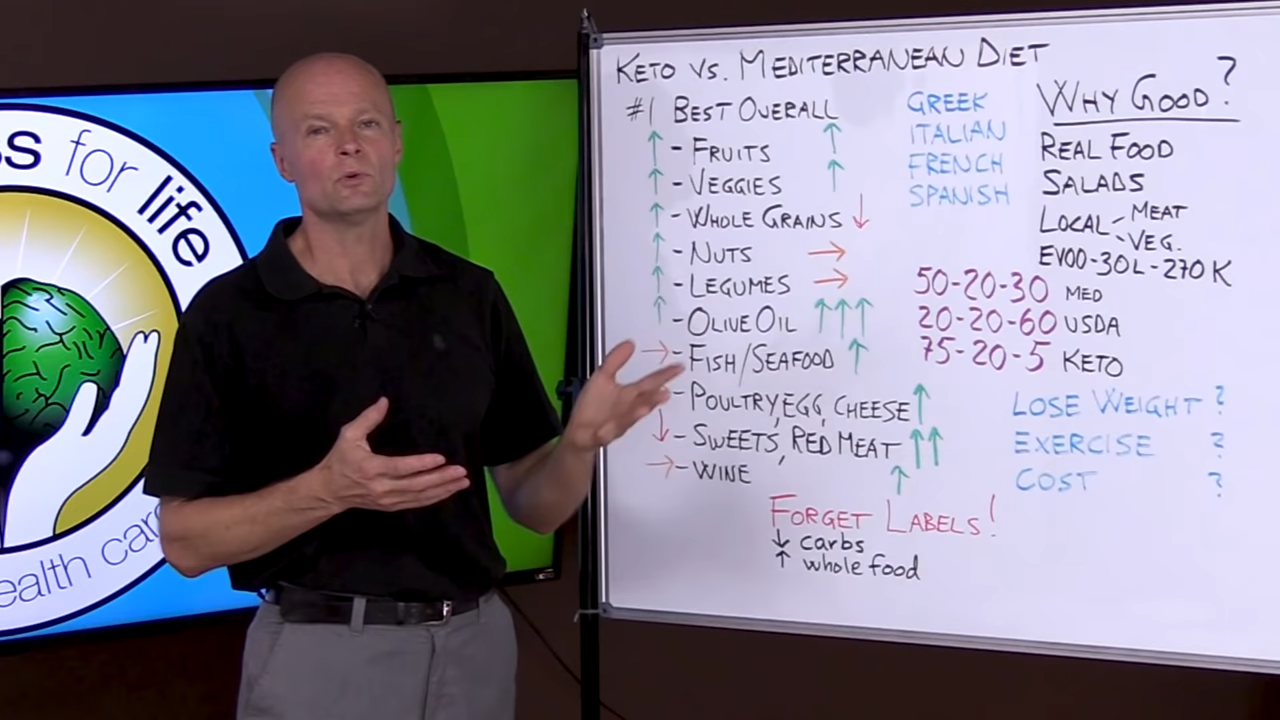 ss for life
ealth car
KETO VS. MEDITERRANEAN DIET
#1 BEST OVERALL ↑
↑ - FRUITS ↑
↑ - VEGGIES ↑
↑ - WHOLE GRAINS ↓
↑ - NUTS →
↑ - LEGUMES →
↑ - OLIVE OIL ↑↑↑
→ - FISH/SEAFOOD ↑
- POULTRY, EGG, CHEESE ↑
↓ - SWEETS, RED MEAT ↑↑
→ - WINE ↑
FORGET LABELS!
↓ carbs
↑ whole food
GREEK
ITALIAN
FRENCH
SPANISH
WHY GOOD?
REAL FOOD
SALADS
LOCAL - MEAT
- VEG.
EVOO - 30L - 270K
50-20-30 MED
20-20-60 USDA
75-20-5 KETO
LOSE WEIGHT ?
EXERCISE ?
COST ?